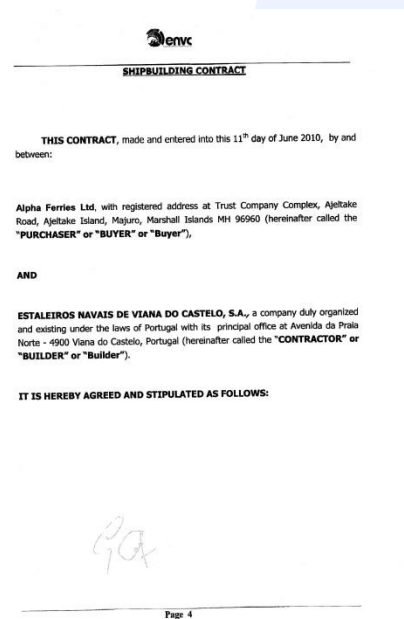 envc
SHIPBUILDING CONTRACT
THIS CONTRACT, made and entered into this 11th day of June 2010, by and
between:
Alpha Ferries Ltd, with registered address at Trust Company Complex, Ajeltake
Road, Ajeltake Island, Majuro, Marshall Islands MH 96960 (hereinafter called the
"PURCHASER" or "BUYER" or "Buyer"),
AND
ESTALEIROS NAVAIS DE VIANA DO CASTELO, S.A., a company duly organized
and existing under the laws of Portugal with its principal office at Avenida da Praia
Norte - 4900 Viana do Castelo, Portugal (hereinafter called the "CONTRACTOR" or
"BUILDER" or "Builder").
IT IS HEREBY AGREED AND STIPULATED AS FOLLOWS:
Page 4